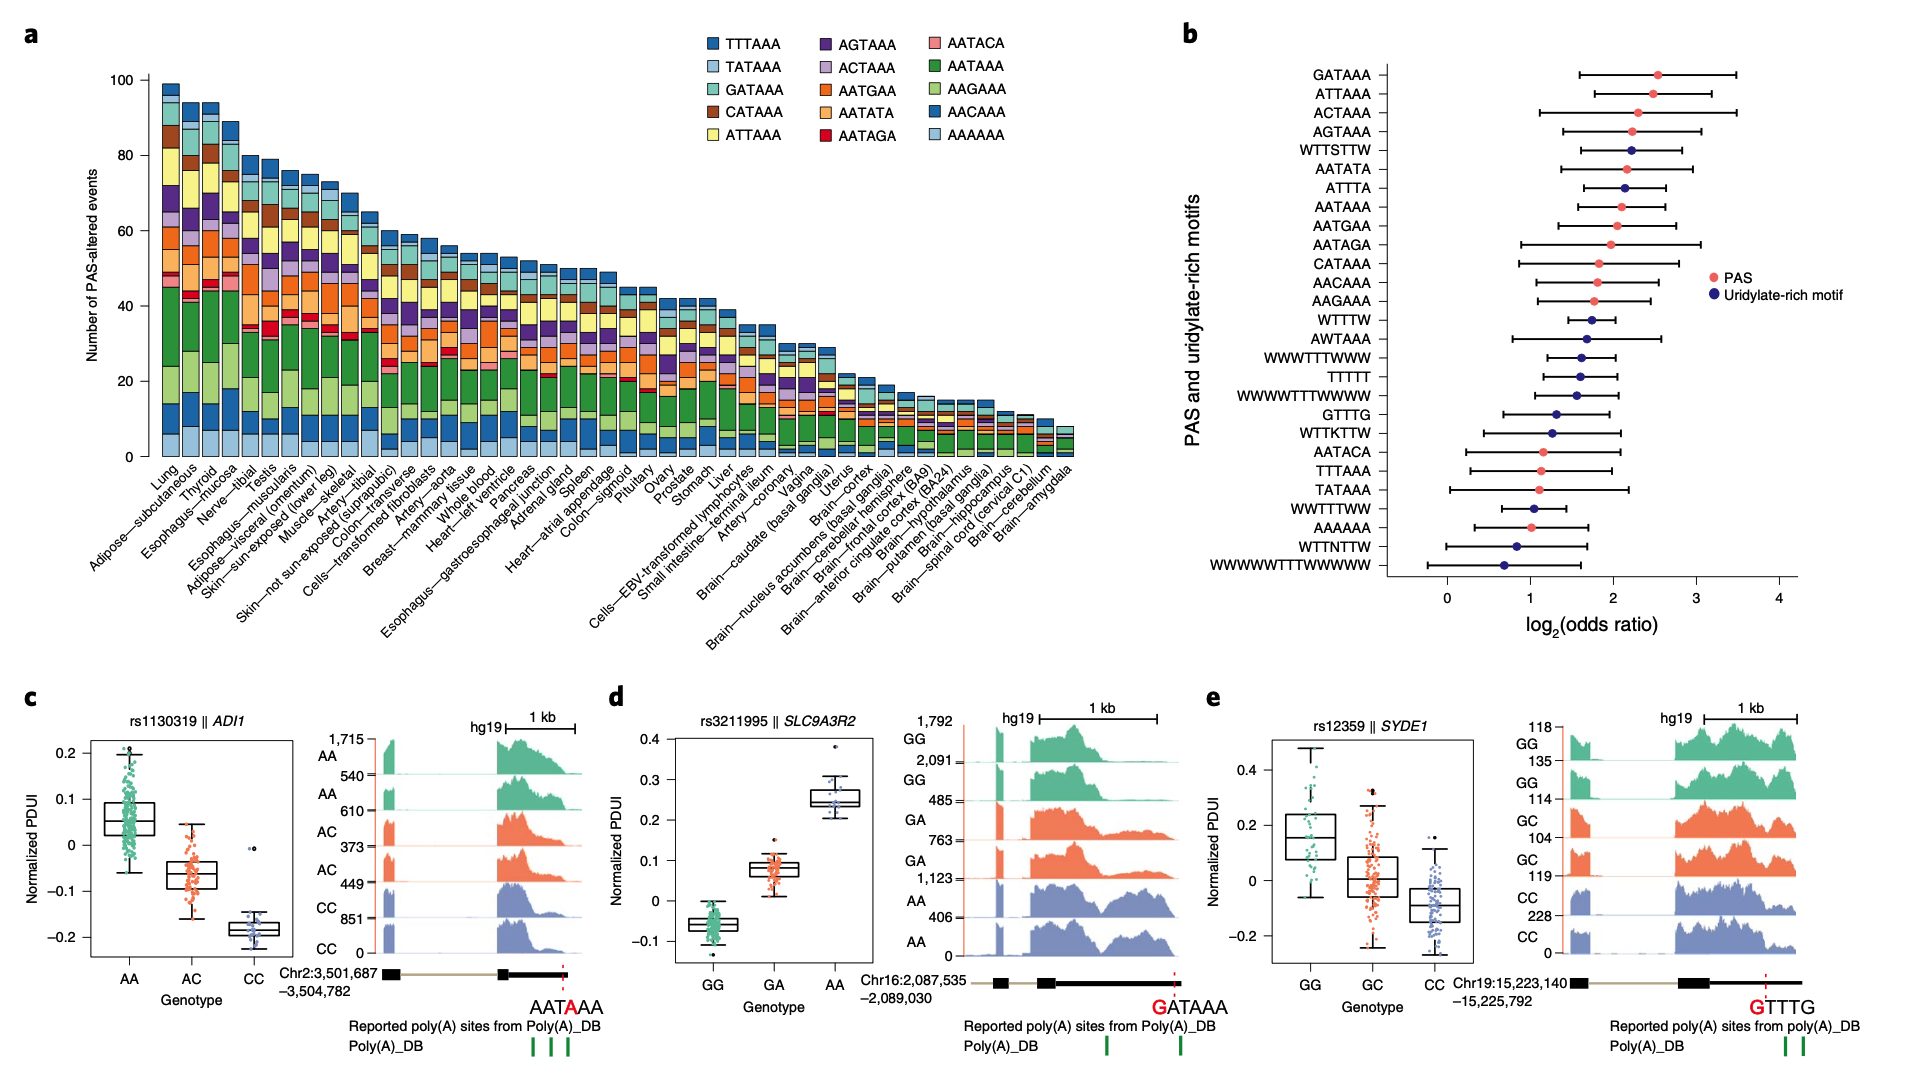 a
TTTAAA
TATAAA
GATAAA
CATAAA
ATTAAA
AGTAAA
ACTAAA
AATGAA
AATATA
AATAGA
AATACA
AATAAA
AAGAAA
AACAAA
AAAAAA
Number of PAS-altered events
100
80
60
40
20
0
Lung
Adipose—subcutaneous
Thyroid
Esophagus—mucosa
Nerve—tibial
Testis
Esophagus—muscularis
Adipose—visceral (omentum)
Skin—sun-exposed (lower leg)
Muscle—skeletal
Artery—tibial
Skin—not sun-exposed (suprapubic)
Colon—transverse
Cells—transformed fibroblasts
Artery—aorta
Breast—mammary tissue
Whole blood
Heart—left ventricle
Pancreas
Esophagus—gastroesophageal junction
Adrenal gland
Spleen
Heart—atrial appendage
Colon—sigmoid
Pituitary
Ovary
Prostate
Stomach
Liver
Cells—EBV-transformed lymphocytes
Small intestine—terminal ileum
Artery—coronary
Vagina
Brain—caudate (basal ganglia)
Uterus
Brain—cortex
Brain—nucleus accumbens (basal ganglia)
Brain—cerebellar hemisphere
Brain—frontal cortex (BA9)
Brain—anterior cingulate cortex (BA24)
Brain—hypothalamus
Brain—putamen (basal ganglia)
Brain—hippocampus
Brain—spinal cord (cervical C1)
Brain—cerebellum
Brain—amygdala
b
PAS and uridylate-rich motifs
GATAAA
ATTAAA
ACTAAA
AGTAAA
WTTSTTW
AATATA
ATTTA
AATAAA
AATGAA
AATAGA
CATAAA
AACAAA
AAGAAA
WTTTW
AWTAAA
WWWTTTWWW
TTTTT
WWWWTTTWWWW
GTTTG
WTTKTTW
AATACA
TTTAAA
TATAAA
WWTTTWW
AAAAAA
WTTNTTW
WWWWWTTTWWWWW
PAS
Uridylate-rich motif
0 1 2 3 4
log2(odds ratio)
c
rs1130319 || ADI1
Normalized PDUI
0.2
0.1
0
−0.1
−0.2
AA AC CC
Genotype
hg19 1 kb
1,715
AA
540
AA
610
AC
373
AC
449
CC
851
CC
0
Chr2:3,501,687
−3,504,782
AATAAA
Reported poly(A) sites from Poly(A)_DB
Poly(A)_DB
d
rs3211995 || SLC9A3R2
Normalized PDUI
0.4
0.3
0.2
0.1
0
−0.1
GG GA AA
Genotype
hg19 1 kb
1,792
GG
2,091
GG
485
GA
763
GA
1,123
AA
406
AA
0
Chr16:2,087,535
−2,089,030
GATAAA
Reported poly(A) sites from Poly(A)_DB
Poly(A)_DB
e
rs12359 || SYDE1
Normalized PDUI
0.4
0.2
0
−0.2
GG GC CC
Genotype
hg19 1 kb
118
GG
135
GG
114
GC
104
GC
119
CC
228
CC
0
Chr19:15,223,140
−15,225,792
GTTTG
Reported poly(A) sites from poly(A)_DB
Poly(A)_DB